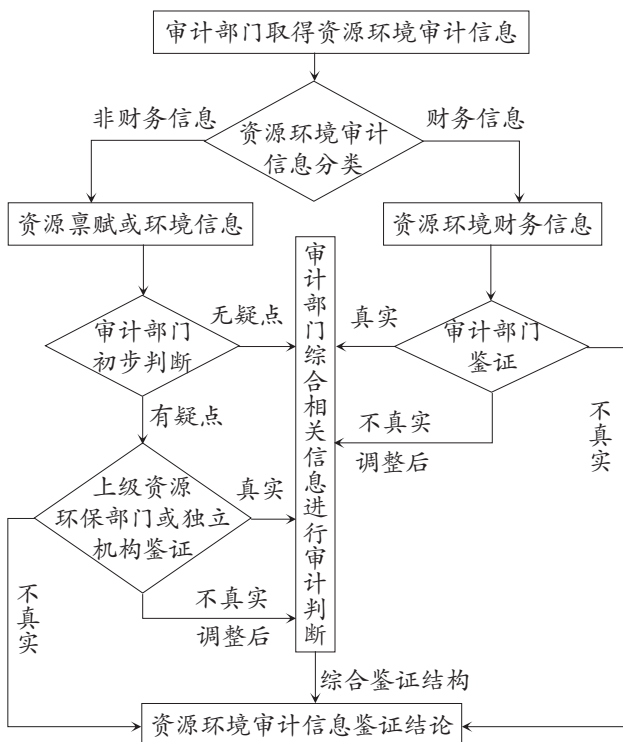 审计部门取得资源环境审计信息
非财务信息
资源环境审计
信息分类
财务信息
资源禀赋或环境信息
资源环境财务信息
审计部门
初步判断
无疑点
审计部门综合相关信息进行审计判断
真实
审计部门
鉴证
有疑点
不真实
调整后
不真实
上级资源
环保部门或独立
机构鉴证
真实
不真实
不真实
调整后
综合鉴证结构
资源环境审计信息鉴证结论